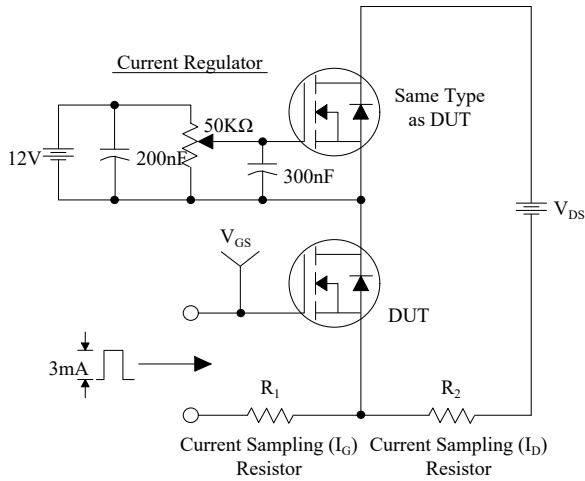 Current Regulator
Same Type
as DUT
50KΩ
12V
200nF
300nF
V_DS
V_GS
DUT
3mA
R_1
R_2
Current Sampling (I_G)
Resistor
Current Sampling (I_D)
Resistor